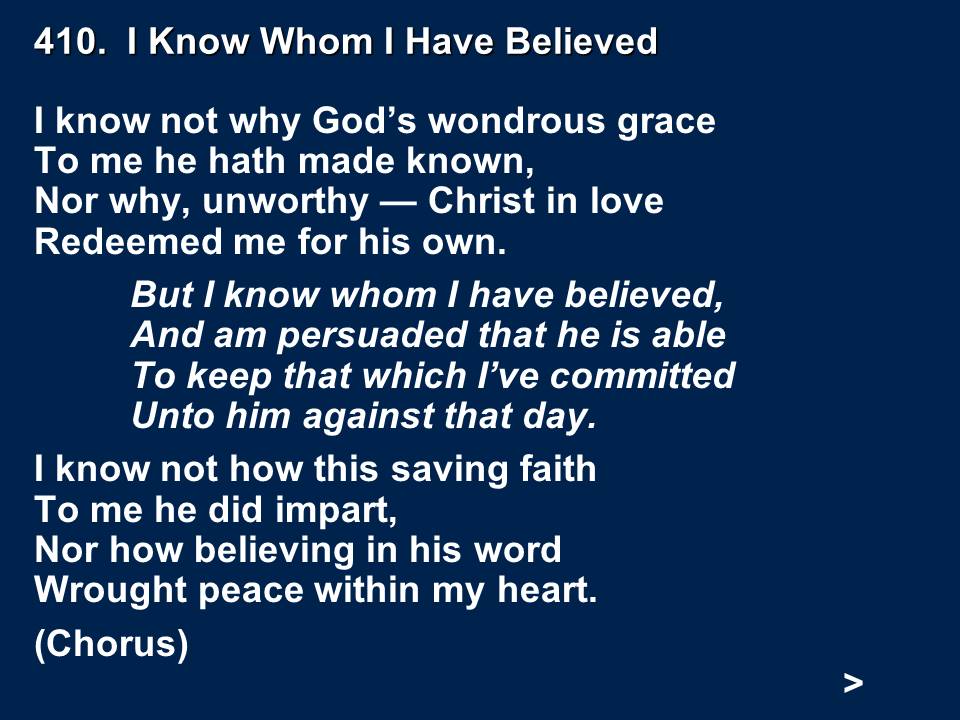 410.  I Know Whom I Have Believed
I know not why God’s wondrous grace
To me he hath made known,
Nor why, unworthy — Christ in love
Redeemed me for his own.
But I know whom I have believed,
And am persuaded that he is able
To keep that which I’ve committed
Unto him against that day.
I know not how this saving faith
To me he did impart,
Nor how believing in his word
Wrought peace within my heart.
(Chorus)
>